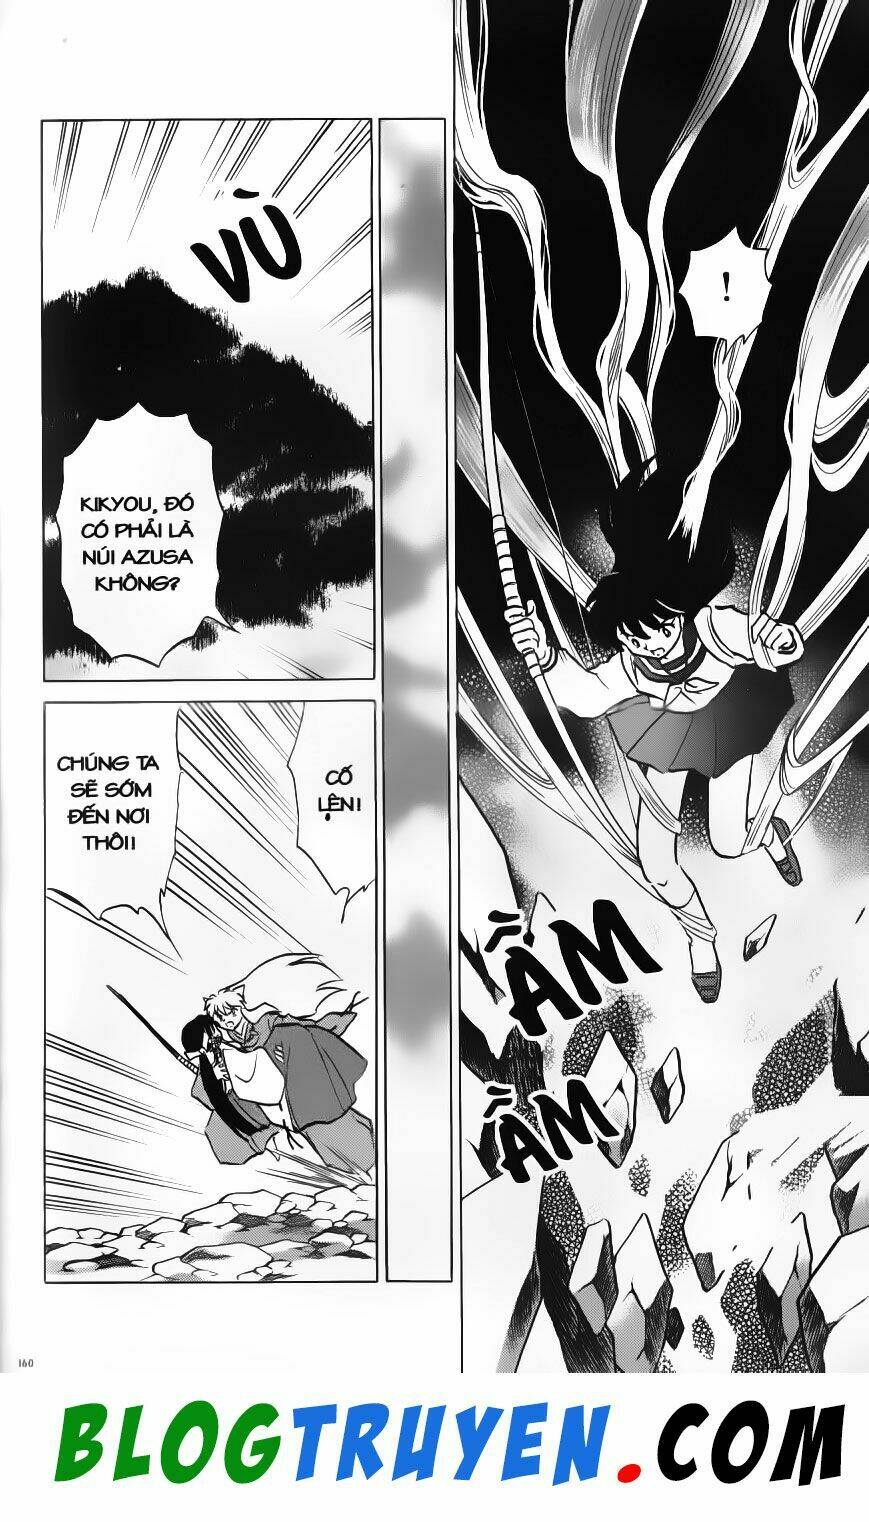 !
ẦM
ẦM
VÙ
KIKYOU, ĐÓ
CÓ PHẢI LÀ
NÚI AZUSA
KHÔNG?
CỐ
LÊN!
CHÚNG TA
SẼ SỚM
ĐẾN NƠI
THÔI!
160
BLOGTRUYEN.COM